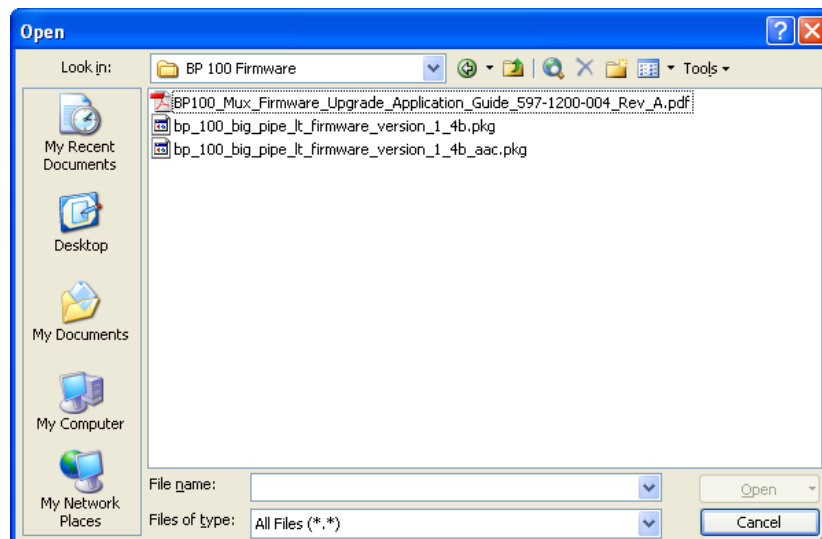 Open
Look in:
BP 100 Firmware
Tools
BP100_Mux_Firmware_Upgrade_Application_Guide_597-1200-004_Rev_A.pdf
bp_100_big_pipe_lt_firmware_version_1_4b.pkg
bp_100_big_pipe_lt_firmware_version_1_4b_aac.pkg
My Recent
Documents
Desktop
My Documents
My Computer
My Network
Places
File name:
Open
Files of type:
All Files (*.*)
Cancel